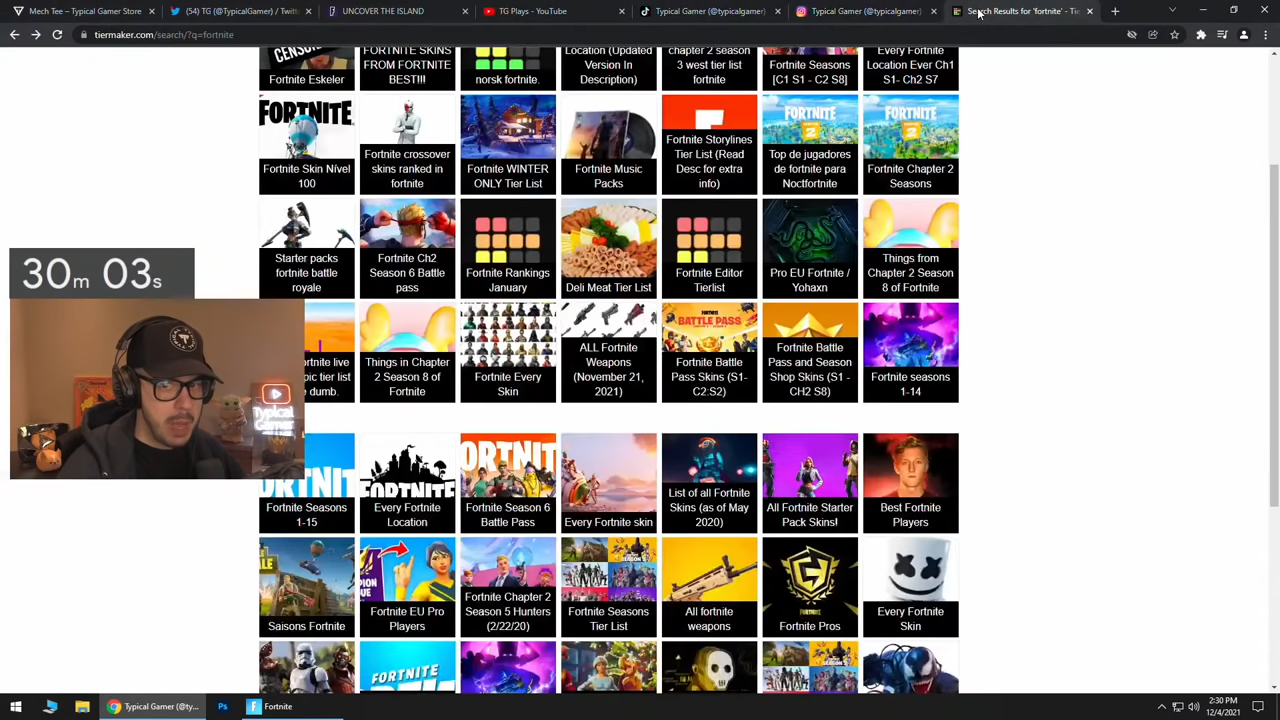 Mech Tee – Typical Gamer Store
(54) TG (@TypicalGamer) / Twitt
UNCOVER THE ISLAND
TG Plays - YouTube
Typical Gamer (@typicalgamer)
Typical Gamer (@typicalgamer)
Search Results for 'fortnite' - Tie
tiermaker.com/search/?q=fortnite
Fortnite Eskeler
FORTNITE SKINS
FROM FORTNITE
BEST!!!
norsk fortnite.
Location (Updated
Version In
Description)
chapter 2 season
3 west tier list
fortnite
Fortnite Seasons
[C1 S1 - C2 S8]
Every Fortnite
Location Ever Ch1
S1- Ch2 S7
FORTNITE
FORTNITE
2
FORTNITE
2
Fortnite Skin Nível
100
Fortnite crossover
skins ranked in
fortnite
Fortnite WINTER
ONLY Tier List
Fortnite Music
Packs
Fortnite Storylines
Tier List (Read
Desc for extra
info)
Top de jugadores
de fortnite para
Noctfortnite
Fortnite Chapter 2
Seasons
Starter packs
fortnite battle
royale
Fortnite Ch2
Season 6 Battle
pass
Fortnite Rankings
January
Deli Meat Tier List
Fortnite Editor
Tierlist
Pro EU Fortnite /
Yohaxn
Things from
Chapter 2 Season
8 of Fortnite
30m 03s
FORTNITE
BATTLE PASS
Things in Chapter
2 Season 8 of
Fortnite
Fortnite Every
Skin
ALL Fortnite
Weapons
(November 21,
2021)
Fortnite Battle
Pass Skins (S1-
C2:S2)
Fortnite Battle
Pass and Season
Shop Skins (S1 -
CH2 S8)
Fortnite seasons
1-14
Typical
Gamer
Fortnite Seasons
1-15
Every Fortnite
Location
Fortnite Season 6
Battle Pass
Every Fortnite skin
List of all Fortnite
Skins (as of May
2020)
All Fortnite Starter
Pack Skins!
Best Fortnite
Players
Saisons Fortnite
Fortnite EU Pro
Players
Fortnite Chapter 2
Season 5 Hunters
(2/22/20)
Fortnite Seasons
Tier List
All fortnite
weapons
Fortnite Pros
Every Fortnite
Skin
Typical Gamer (@ty...
Ps
Fortnite
2:30 PM
12/4/2021